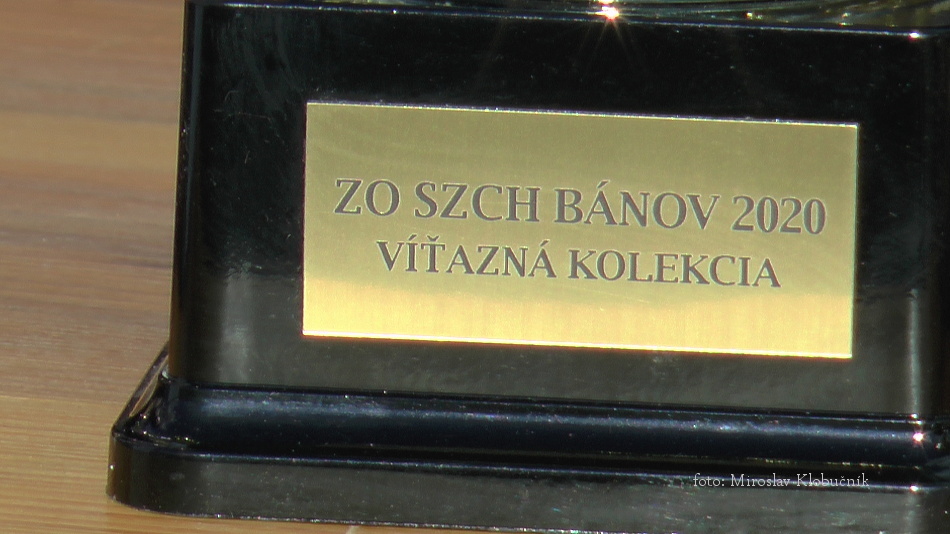 ZO SZCH BÁNOV 2020
VÍŤAZNÁ KOLEKCIA
foto: Miroslav Klobučník